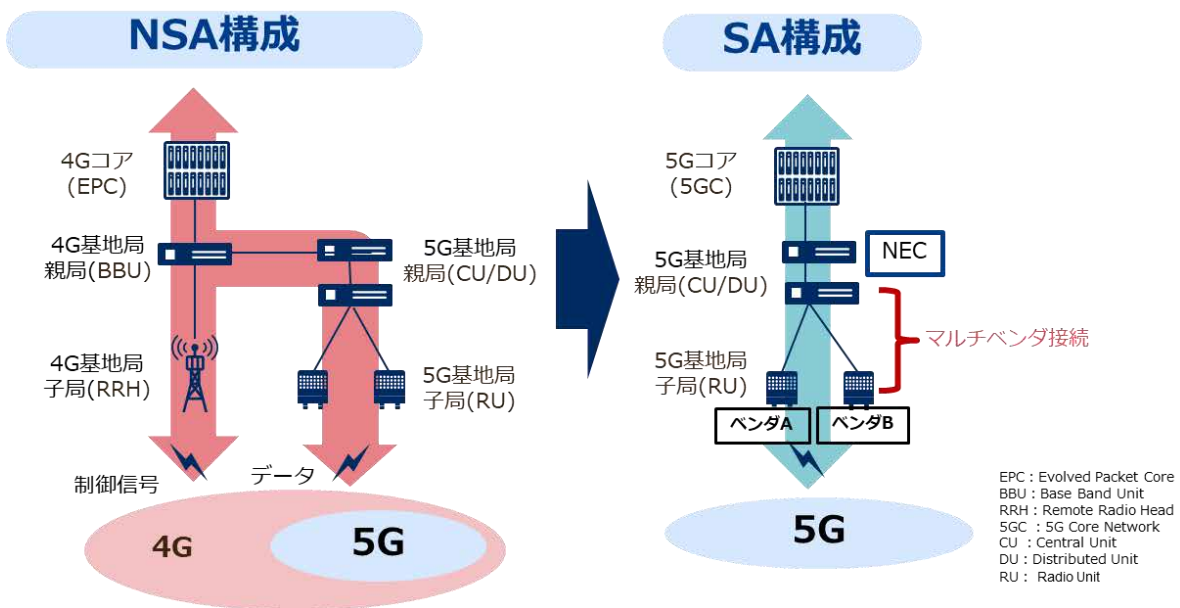 NSA構成
4Gコア
(EPC)
4G基地局
親局(BBU)
5G基地局
親局(CU/DU)
4G基地局
子局(RRH)
5G基地局
子局(RU)
制御信号
データ
4G
5G
SA構成
5Gコア
(5GC)
5G基地局
親局(CU/DU)
NEC
マルチベンダ接続
5G基地局
子局(RU)
ベンダA
ベンダB
5G
EPC：Evolved Packet Core
BBU：Base Band Unit
RRH：Remote Radio Head
5GC ：5G Core Network
CU ：Central Unit
DU：Distributed Unit
RU： Radio Unit